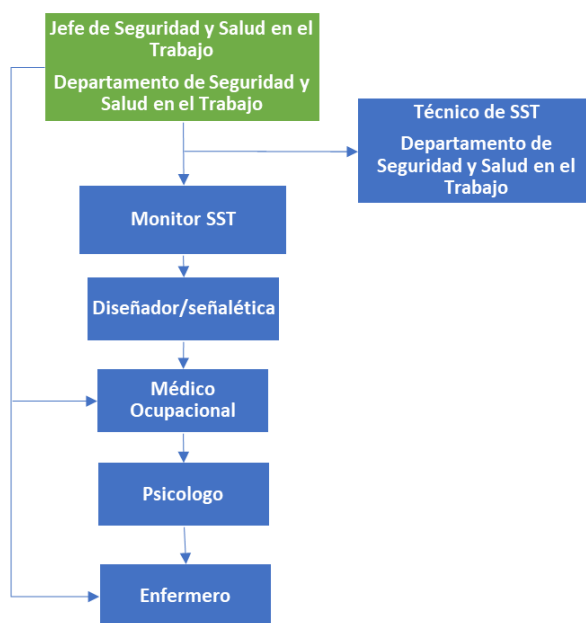 Jefe de Seguridad y Salud en el
Trabajo
Departamento de Seguridad y
Salud en el Trabajo
Técnico de SST
Departamento de
Seguridad y Salud en el
Trabajo
Monitor SST
Diseñador/señalética
Médico
Ocupacional
Psicologo
Enfermero